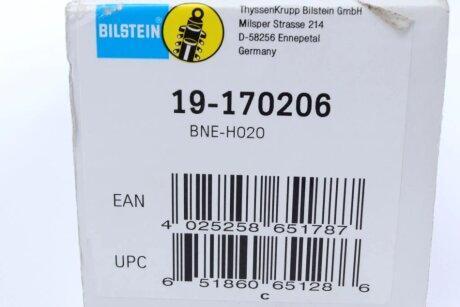 BILSTEIN
ThyssenKrupp Bilstein GmbH
Milsper Strasse 214
D-58256 Ennepetal
Germany
19-170206
BNE-H020
EAN
4 025258 651787
UPC
6 51860 65128 6
C